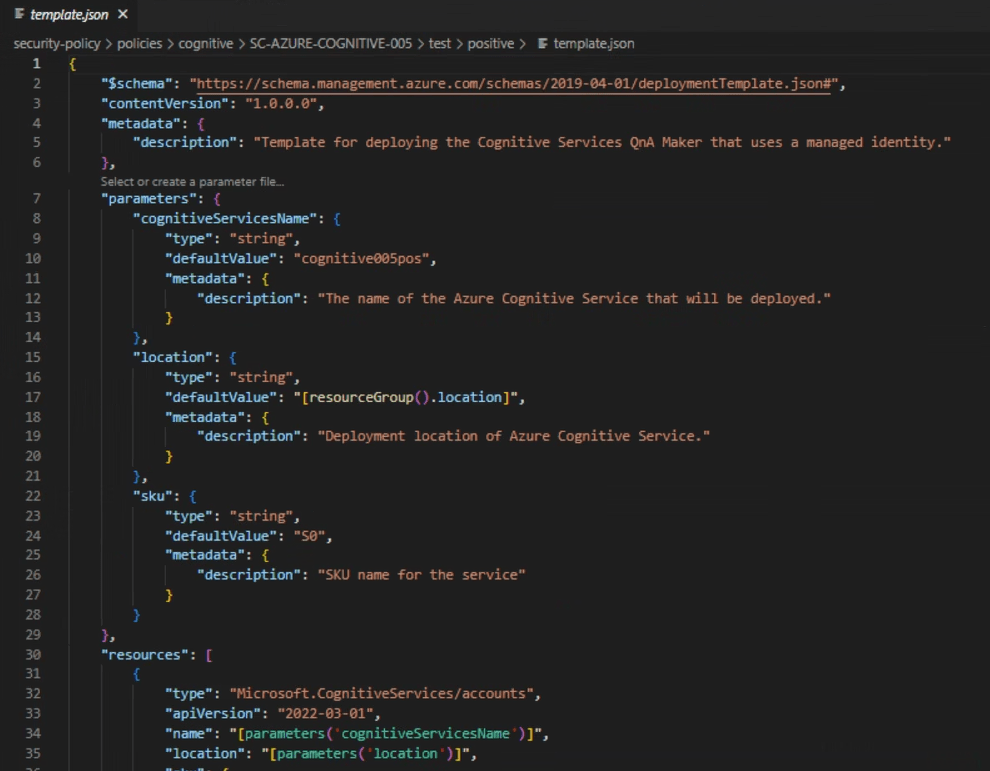 template.json ×
security-policy > policies > cognitive > SC-AZURE-COGNITIVE-005 > test > positive > template.json
1 {
2 "$schema": "https://schema.management.azure.com/schemas/2019-04-01/deploymentTemplate.json#",
3 "contentVersion": "1.0.0.0",
4 "metadata": {
5 "description": "Template for deploying the Cognitive Services QnA Maker that uses a managed identity."
6 },
Select or create a parameter file...
7 "parameters": {
8 "cognitiveServicesName": {
9 "type": "string",
10 "defaultValue": "cognitive005pos",
11 "metadata": {
12 "description": "The name of the Azure Cognitive Service that will be deployed."
13 }
14 },
15 "location": {
16 "type": "string",
17 "defaultValue": "[resourceGroup().location]",
18 "metadata": {
19 "description": "Deployment location of Azure Cognitive Service."
20 }
21 },
22 "sku": {
23 "type": "string",
24 "defaultValue": "S0",
25 "metadata": {
26 "description": "SKU name for the service"
27 }
28 }
29 },
30 "resources": [
31 {
32 "type": "Microsoft.CognitiveServices/accounts",
33 "apiVersion": "2022-03-01",
34 "name": "[parameters('cognitiveServicesName')]",
35 "location": "[parameters('location')]",